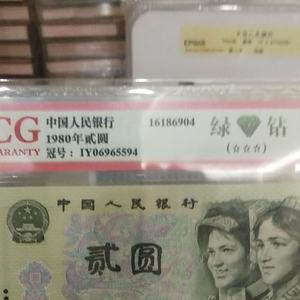 CG
RANTY
中国人民银行
1980年贰圆
冠号： IY06965594
16186904
绿 钻
(☆☆☆)
中国人民银行
贰圆